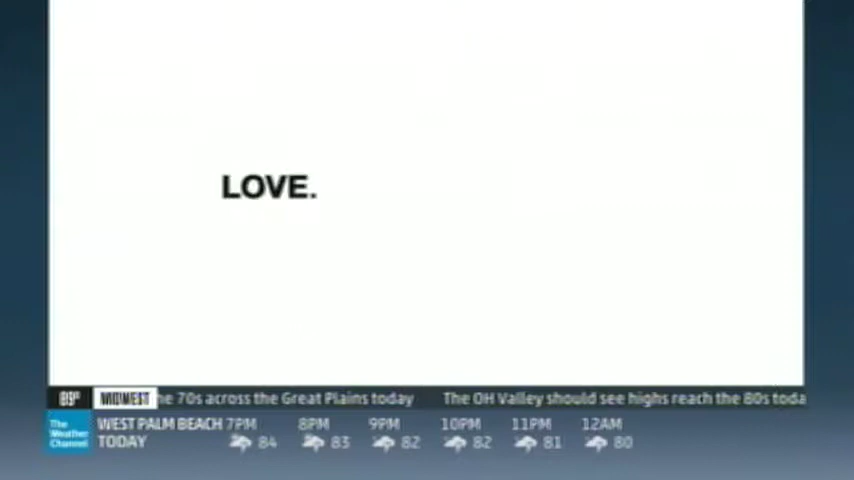 LOVE.
89° MIDWEST he 70s across the Great Plains today The OH Valley should see highs reach the 80s toda
The Weather Channel
WEST PALM BEACH 7PM 8PM 9PM 10PM 11PM 12AM
TODAY 84 83 82 82 81 80